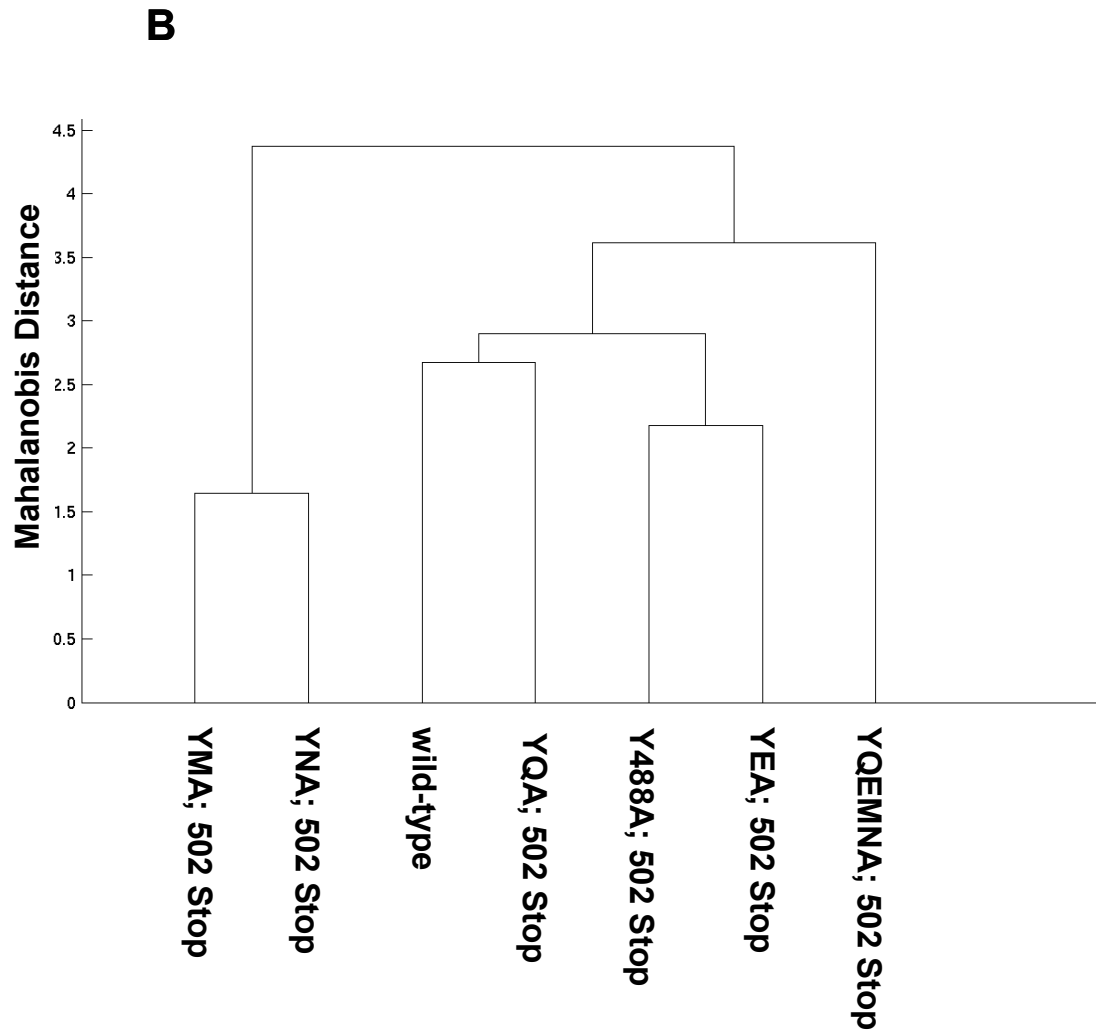 B
Mahalanobis Distance
4.5
4
3.5
3
2.5
2
1.5
1
0.5
0
YMA; 502 Stop
YNA; 502 Stop
wild-type
YQA; 502 Stop
Y488A; 502 Stop
YEA; 502 Stop
YQEMNA; 502 Stop